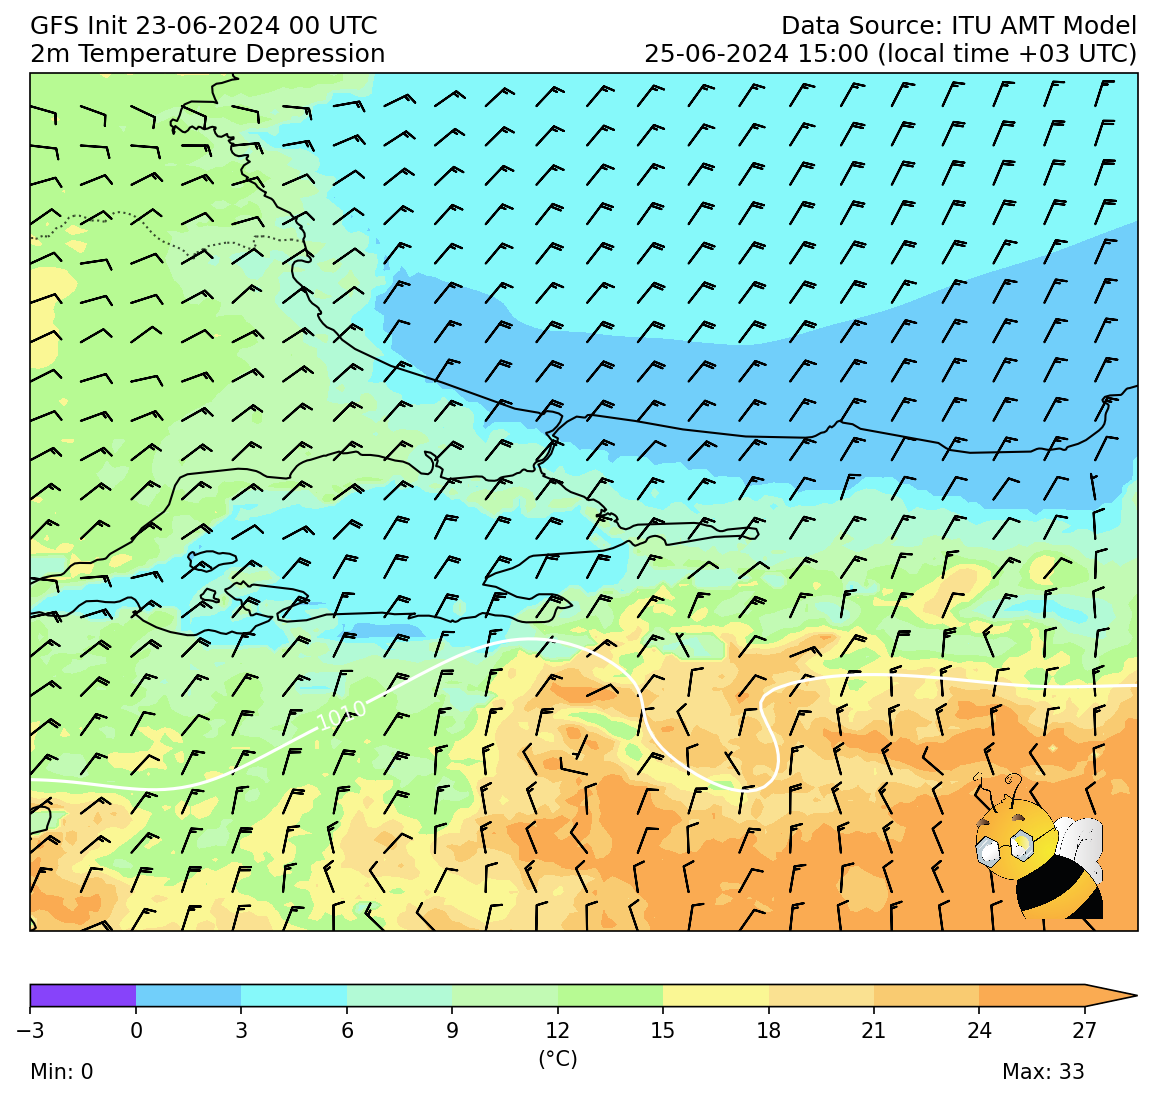 GFS Init 23-06-2024 00 UTC
Data Source: ITU AMT Model
2m Temperature Depression
25-06-2024 15:00 (local time +03 UTC)
1010
−3 0 3 6 9 12 15 18 21 24 27
(°C)
Min: 0
Max: 33